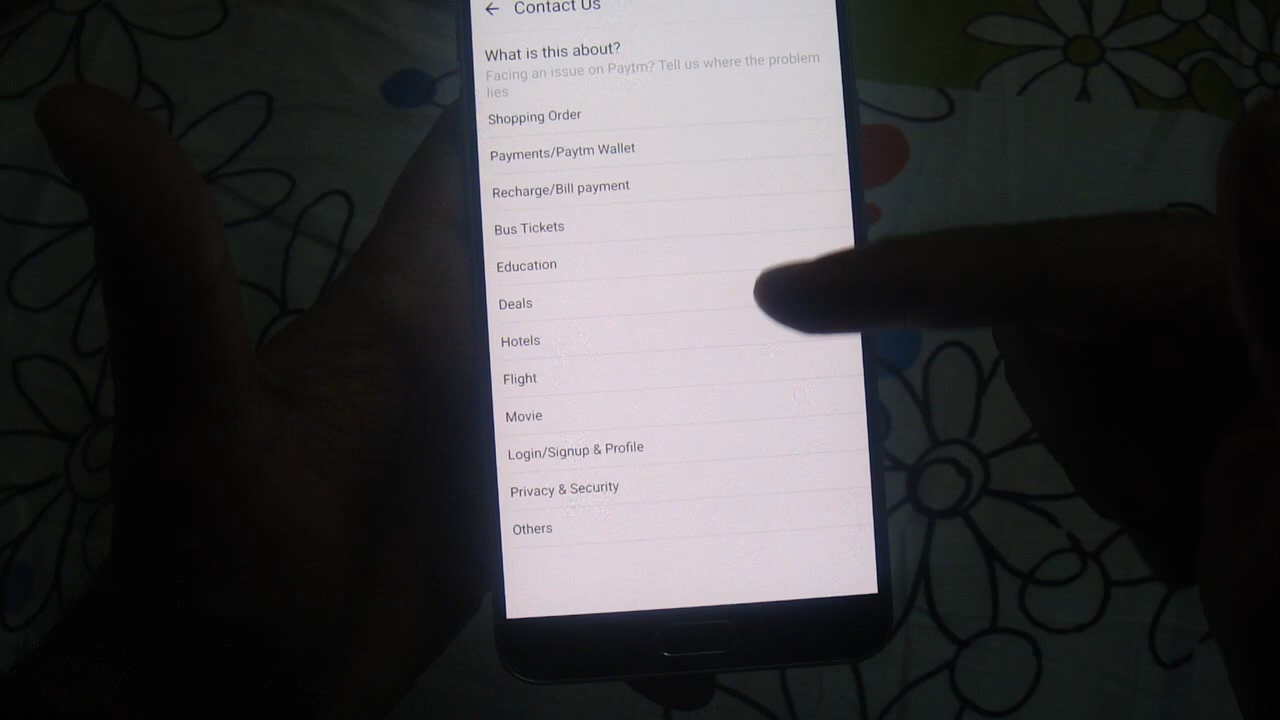 Contact Us
What is this about?
Facing an issue on Paytm? Tell us where the problem
lies
Shopping Order
Payments/Paytm Wallet
Recharge/Bill payment
Bus Tickets
Education
Deals
Hotels
Flight
Movie
Login/Signup & Profile
Privacy & Security
Others